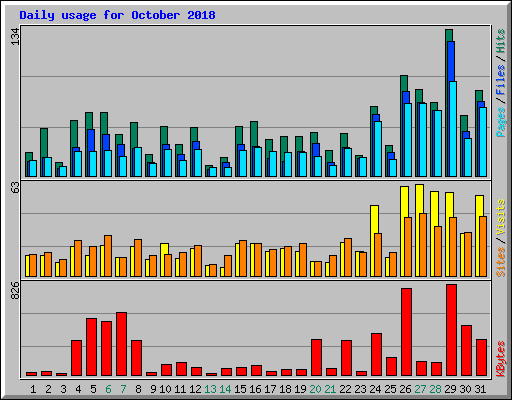 Daily usage for October 2018
134
Pages / Files / Hits
63
Sites / Visits
826
KBytes
1 2 3 4 5 6 7 8 9 10 11 12 13 14 15 16 17 18 19 20 21 22 23 24 25 26 27 28 29 30 31